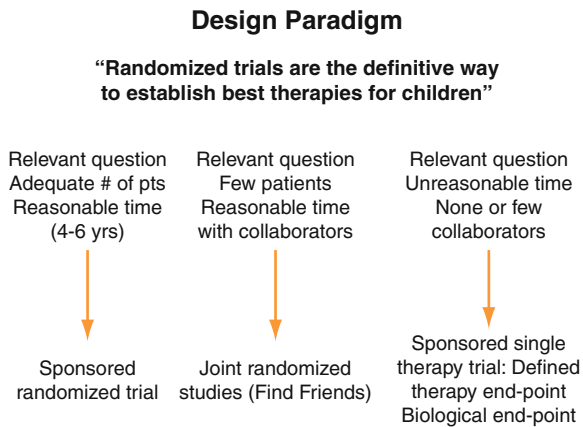 Design Paradigm
“Randomized trials are the definitive way
to establish best therapies for children”
Relevant question
Adequate # of pts
Reasonable time
(4-6 yrs)
Relevant question
Few patients
Reasonable time
with collaborators
Relevant question
Unreasonable time
None or few
collaborators
Sponsored
randomized trial
Joint randomized
studies (Find Friends)
Sponsored single
therapy trial: Defined
therapy end-point
Biological end-point